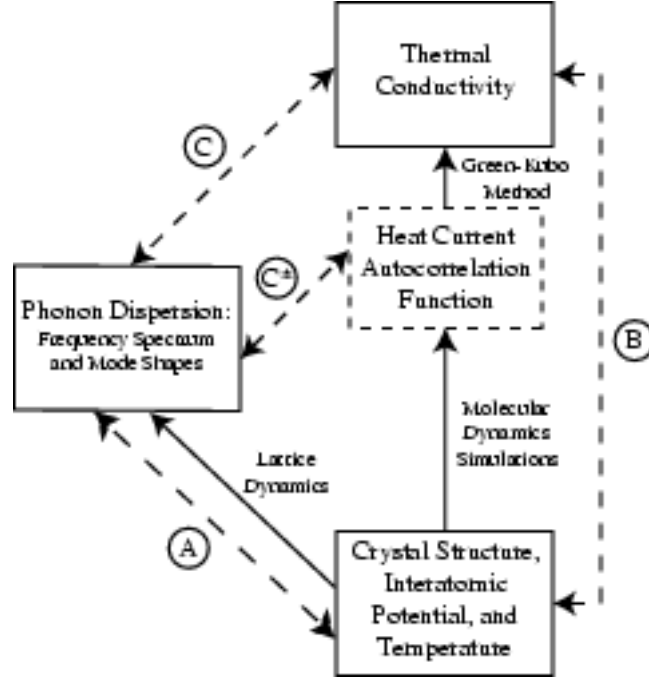 Thermal
Conductivity
C
Green-Kubo
Method
Heat Current
Autocorrelation
Function
C*
Phonon Dispersion:
Frequency Spectrum
and Mode Shapes
B
Molecular
Dynamics
Simulations
Lattice
Dynamics
A
Crystal Structure,
Interatomic
Potential, and
Temperature